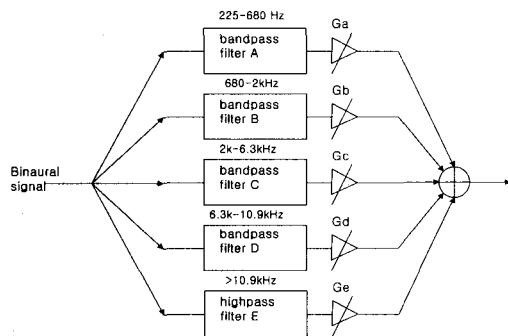 225-680 Hz
Ga
bandpass
filter A
680-2kHz
Gb
bandpass
filter B
2k-6.3kHz
Gc
Binaural
signal
bandpass
filter C
6.3k-10.9kHz
Gd
bandpass
filter D
>10.9kHz
Ge
highpass
filter E